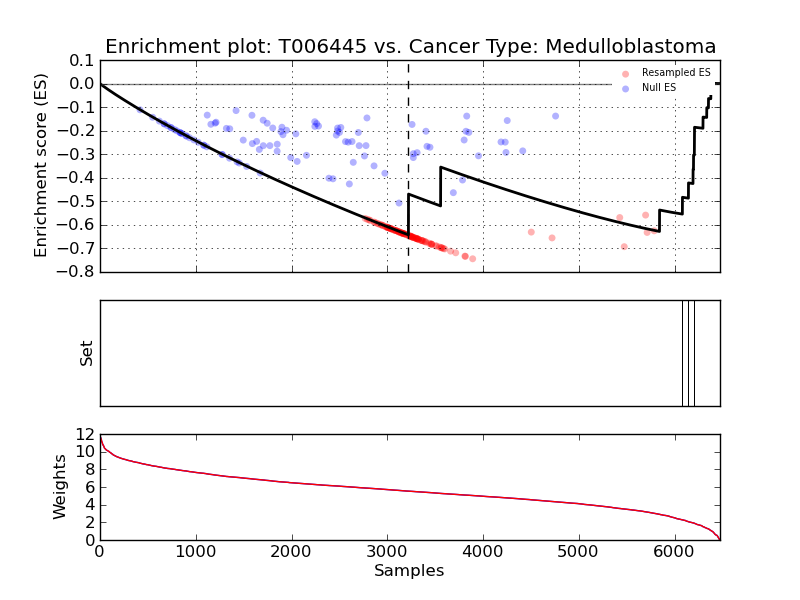 Enrichment plot: T006445 vs. Cancer Type: Medulloblastoma
Enrichment score (ES)
0.1
0.0
−0.1
−0.2
−0.3
−0.4
−0.5
−0.6
−0.7
−0.8
Resampled ES
Null ES
Set
Weights
12
10
8
6
4
2
0
0 1000 2000 3000 4000 5000 6000
Samples